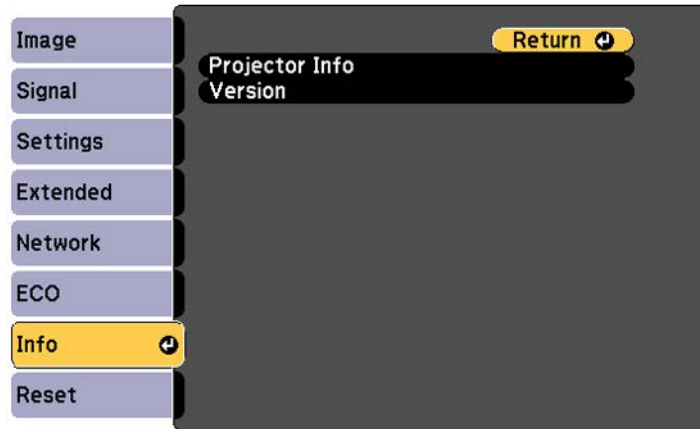 Image
Signal
Settings
Extended
Network
ECO
Info
Reset
Return
Projector Info
Version